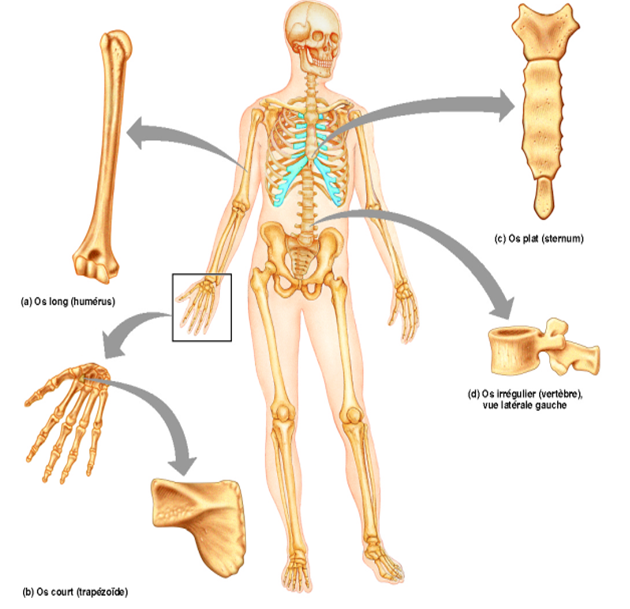 (a) Os long (humérus)
(b) Os court (trapézoïde)
(c) Os plat (sternum)
(d) Os irrégulier (vertèbre),
vue latérale gauche